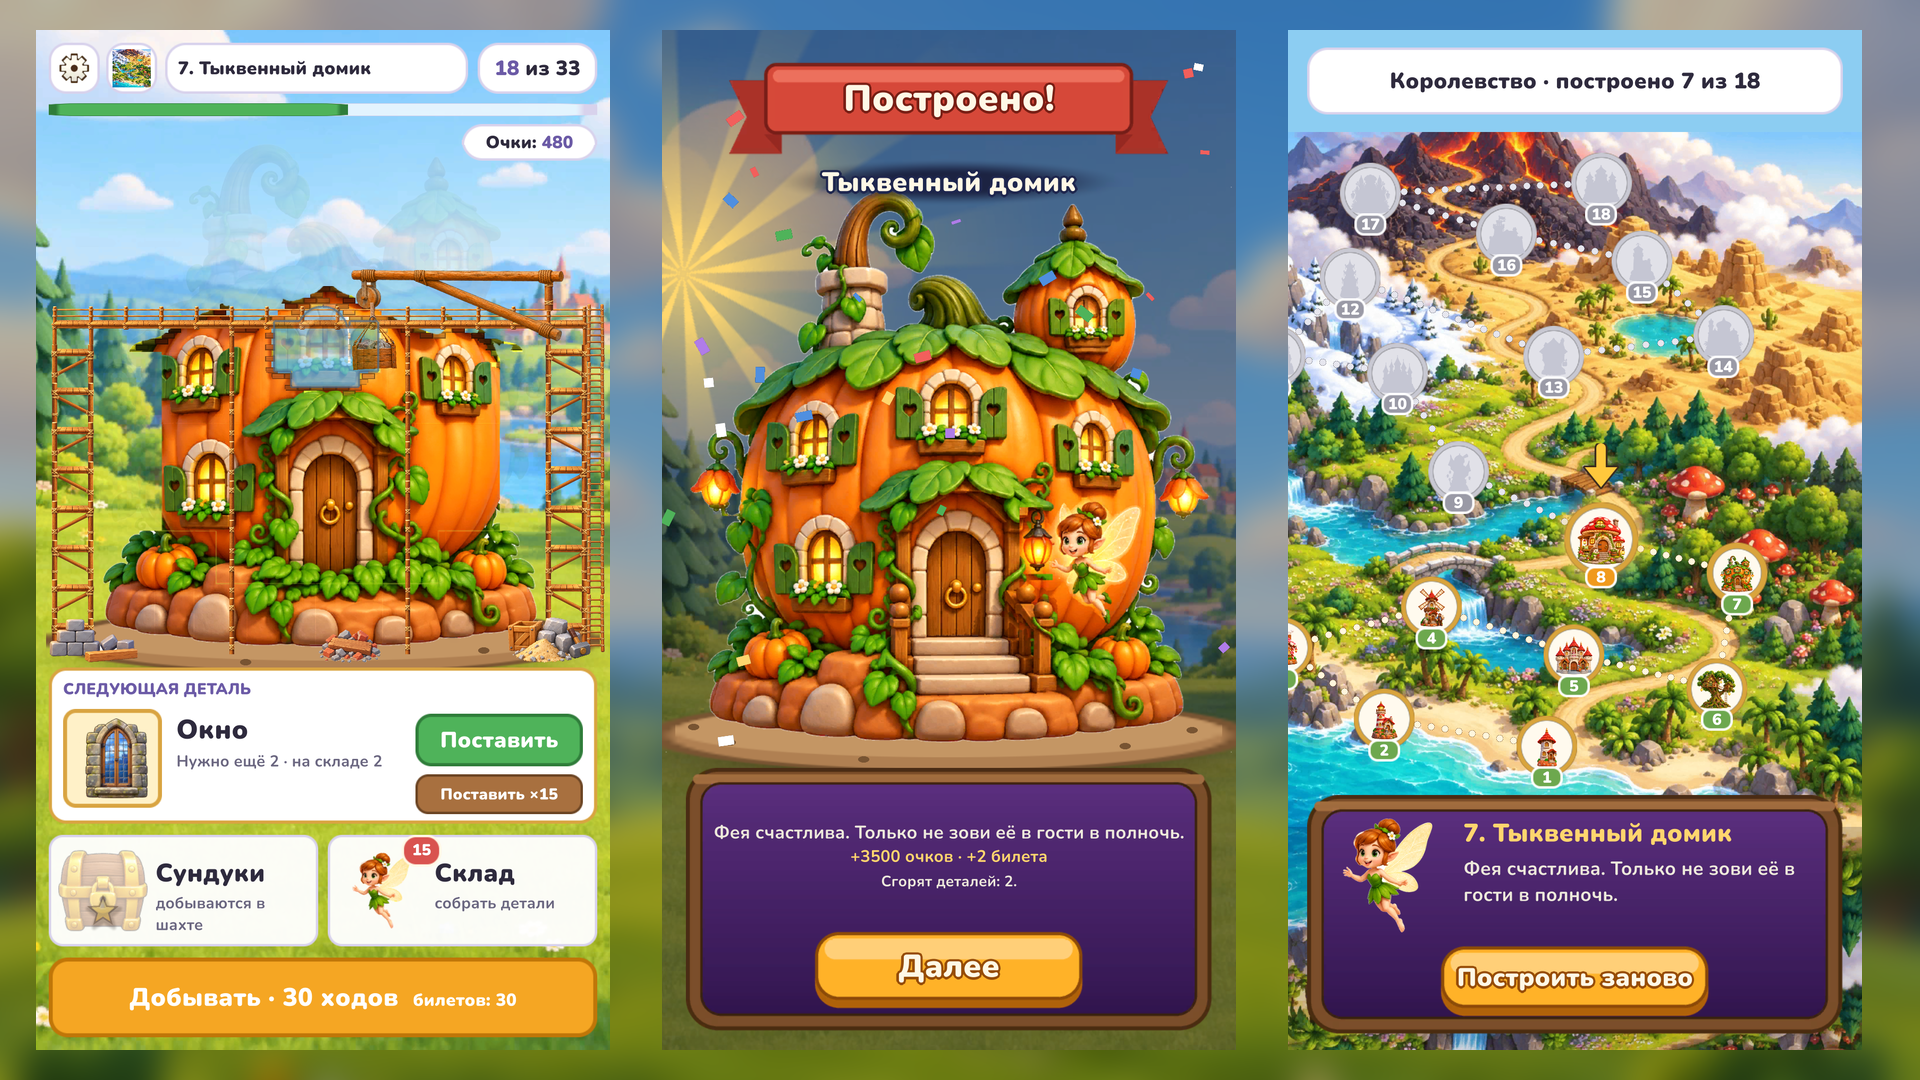 7. Тыквенный домик
18 из 33
Очки: 480
СЛЕДУЮЩАЯ ДЕТАЛЬ
Окно
Нужно ещё 2 · на складе 2
Поставить
Поставить ×15
Сундуки
добываются в
шахте
15
Склад
собрать детали
Добывать · 30 ходов билетов: 30
Построено!
Тыквенный домик
Фея счастлива. Только не зови её в гости в полночь.
+3500 очков · +2 билета
Сгорят деталей: 2.
Далее
Королевство · построено 7 из 18
17
18
16
15
12
14
13
10
9
8
7
4
5
6
2
1
7. Тыквенный домик
Фея счастлива. Только не зови её в
гости в полночь.
Построить заново